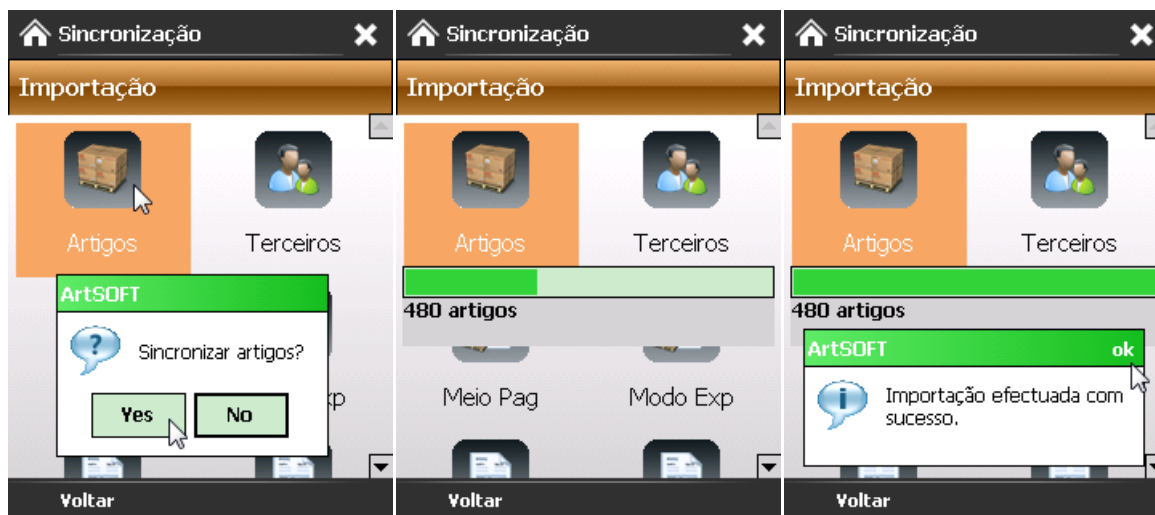 Sincronização
Importação
Artigos
Terceiros
ArtSOFT
Sincronizar artigos?
Yes
No
xp
Voltar
Sincronização
Importação
Artigos
Terceiros
480 artigos
Meio Pag
Modo Exp
Voltar
Sincronização
Importação
Artigos
Terceiros
480 artigos
ArtSOFT ok
Importação efectuada com
sucesso.
Voltar